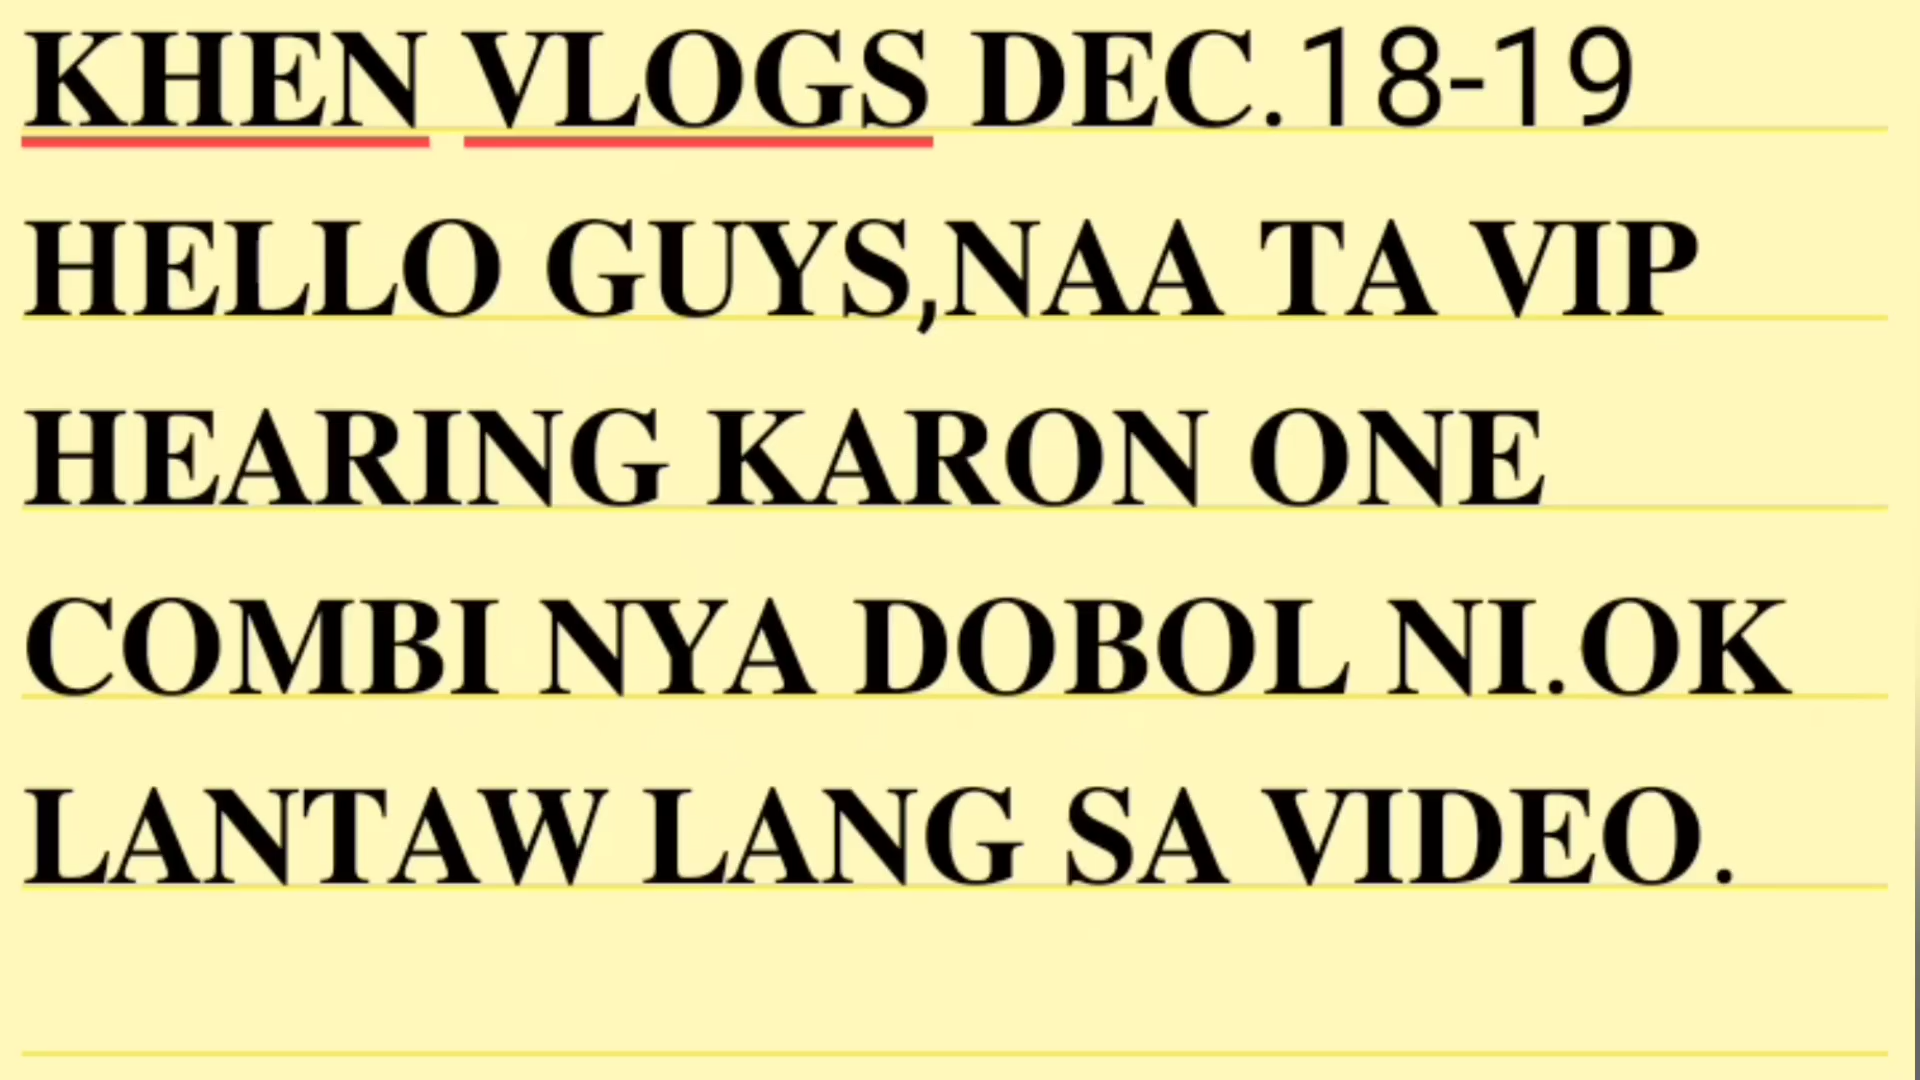 KHEN VLOGS DEC.18-19
HELLO GUYS,NAA TA VIP
HEARING KARON ONE
COMBI NYA DOBOL NI.OK
LANTAW LANG SA VIDEO.